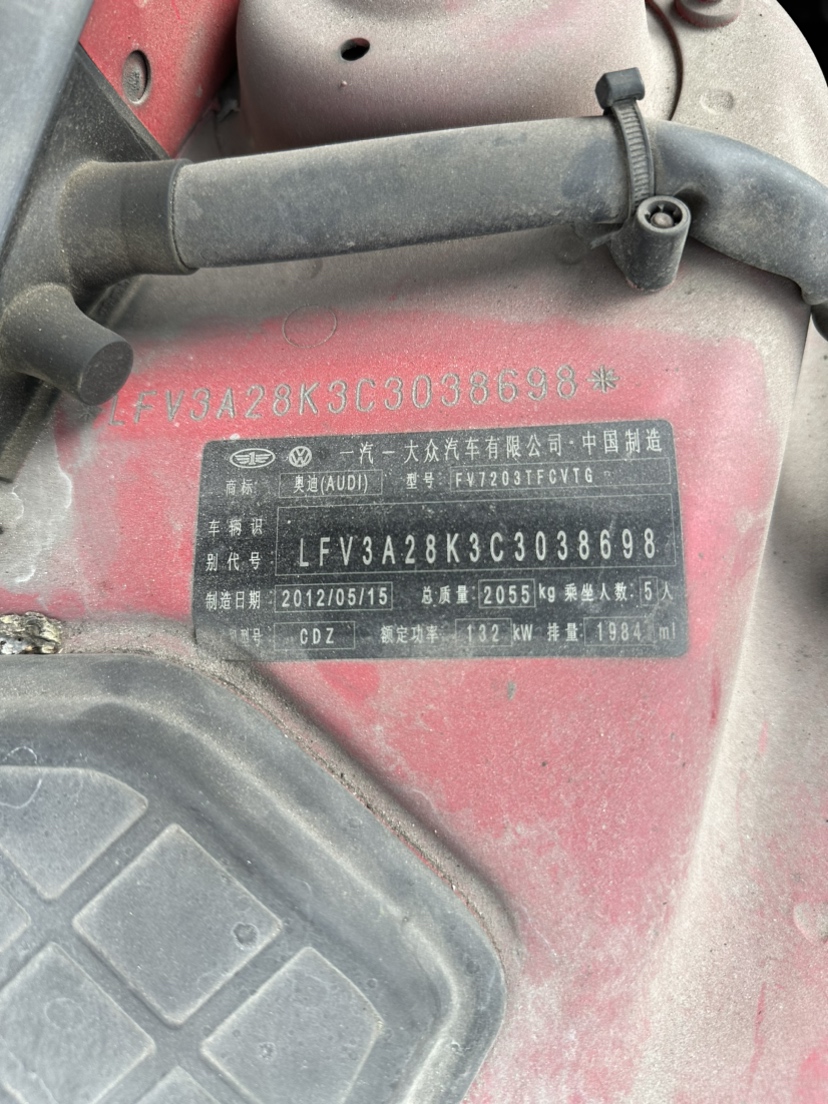 *LFV3A28K3C3038698*
一汽一大众汽车有限公司·中国制造
商标: 奥迪(AUDI) 型号: FV7203TFCVTG
车辆识
别代号 LFV3A28K3C3038698
制造日期: 2012/05/15 总质量: 2055 kg 乘坐人数: 5 人
型号: CDZ 额定功率: 132 kW 排量: 1984 ml